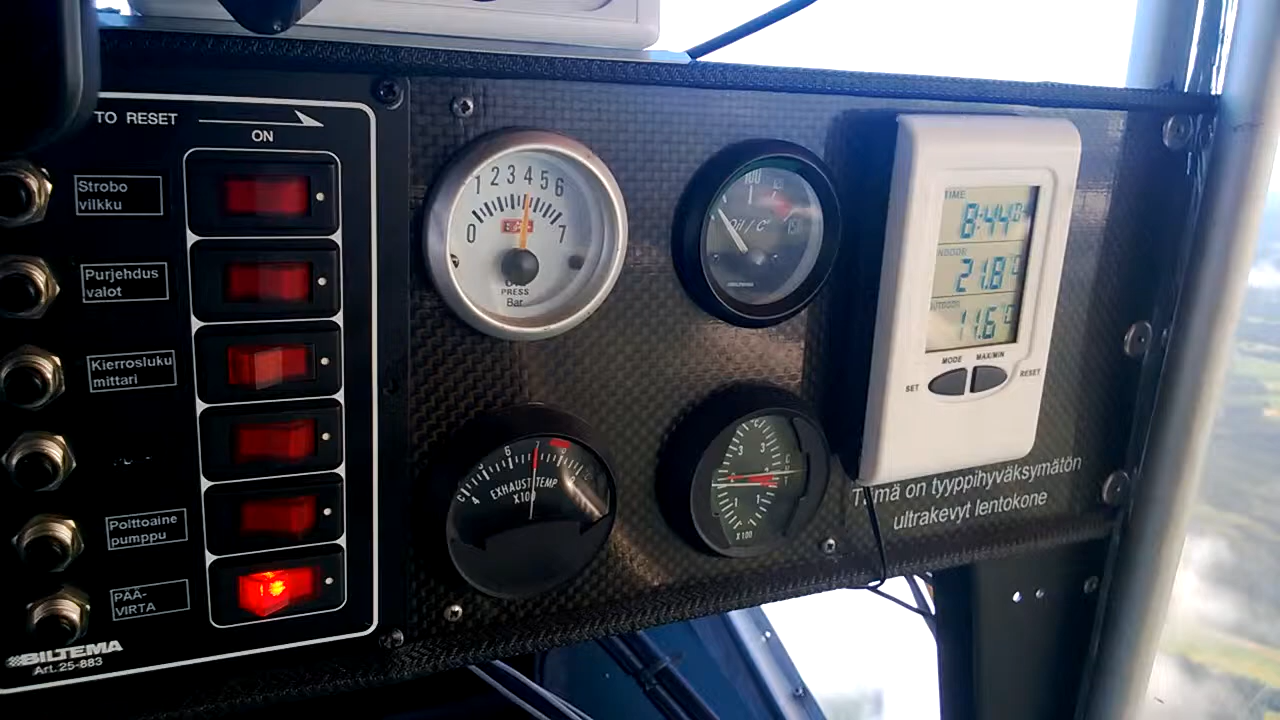 TO RESET
ON
Strobo
vilkku
Purjehdus
valot
Kierrosluku
mittari
Polttoaine
pumppu
PÄÄ-
VIRTA
BILTEMA
Art. 25-883
0 1 2 3 4 5 6 7
PRESS
Bar
100
150
Oil / C°
TIME
8:44
INDOOR
21.8 °C
OUTDOOR
11.6 °C
MODE MAX/MIN
SET RESET
EXHAUST TEMP
X100
X100
Tämä on tyyppihyväksymätön
ultrakevyt lentokone